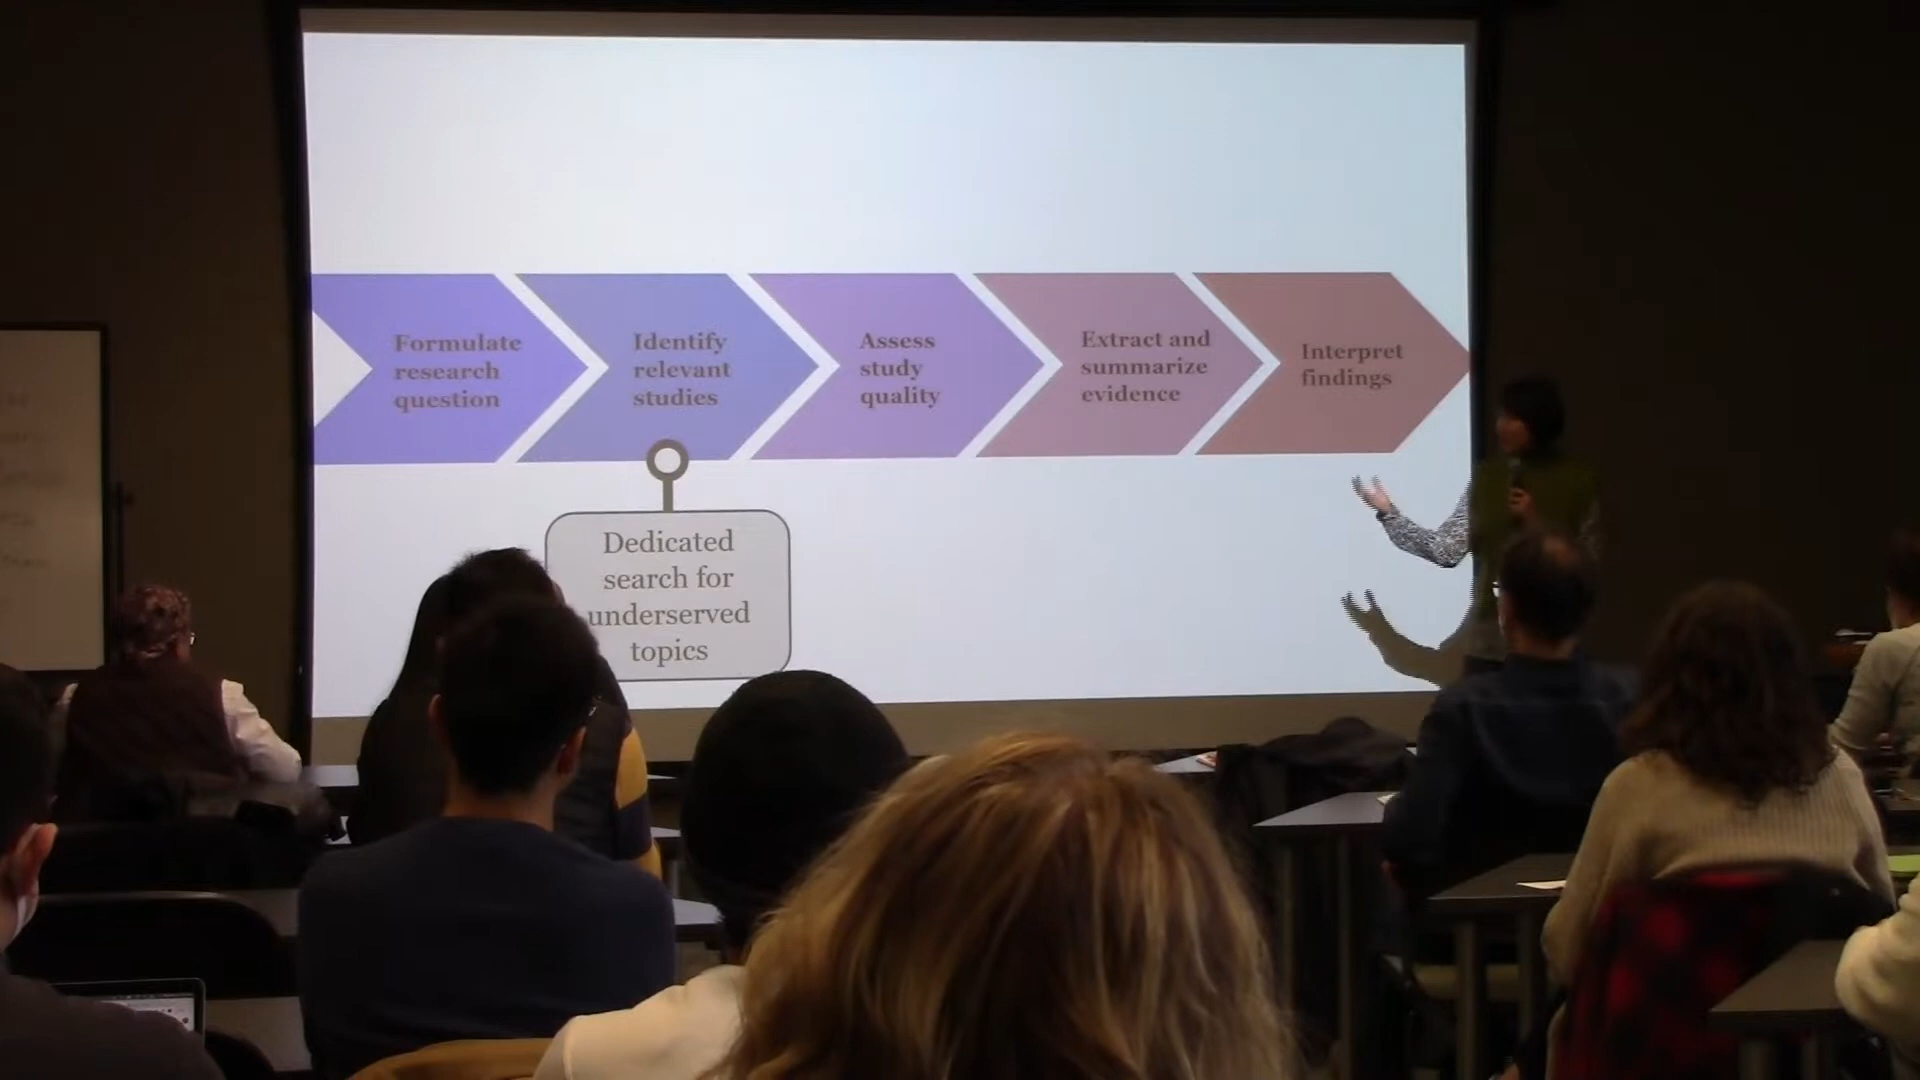 Formulate
research
question
Identify
relevant
studies
Assess
study
quality
Extract and
summarize
evidence
Interpret
findings
Dedicated
search for
underserved
topics